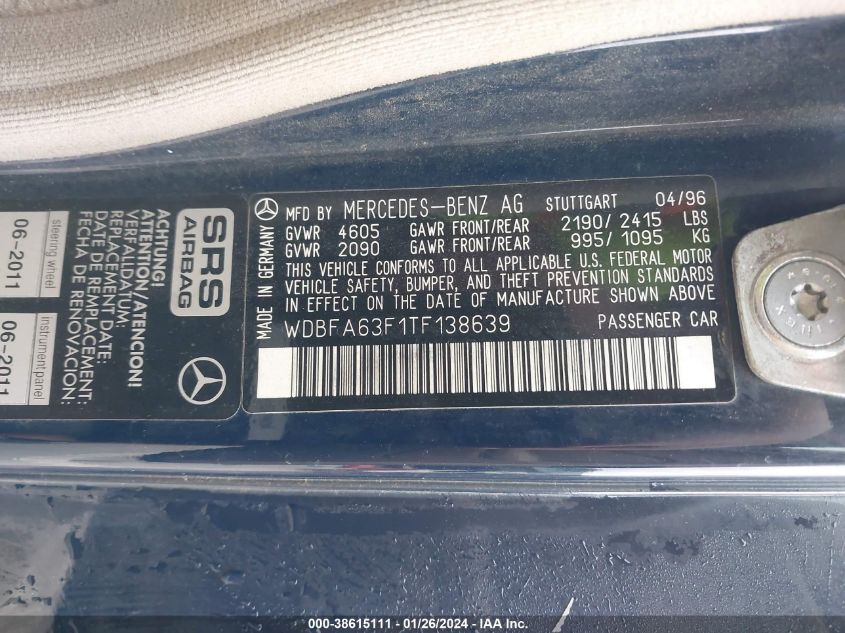 06-2011
steering wheel
06-2011
instrumentpanel
ACHTUNG!
ATTENTION/ATENCION!
VERFALLDATUM:
REPLACEMENT DATE:
DATE DE REMPLACEMENT:
FECHA DE REDUCCION:
SRS
AIRBAG
MADE IN GERMANY
MFD BY MERCEDES-BENZ AG STUTTGART 04/96
GVWR 4605 GAWR FRONT/REAR 2190/ 2415 LBS
GVWR 2090 GAWR FRONT/REAR 995/ 1095 KG
THIS VEHICLE CONFORMS TO ALL APPLICABLE U.S. FEDERAL MOTOR
VEHICLE SAFETY, BUMPER, AND THEFT PREVENTION STANDARDS
IN EFFECT ON THE DATE OF MANUFACTURE SHOWN ABOVE
WDBFA63F1TF138639 PASSENGER CAR
000-38615111 - 01/26/2024 - IAA Inc.